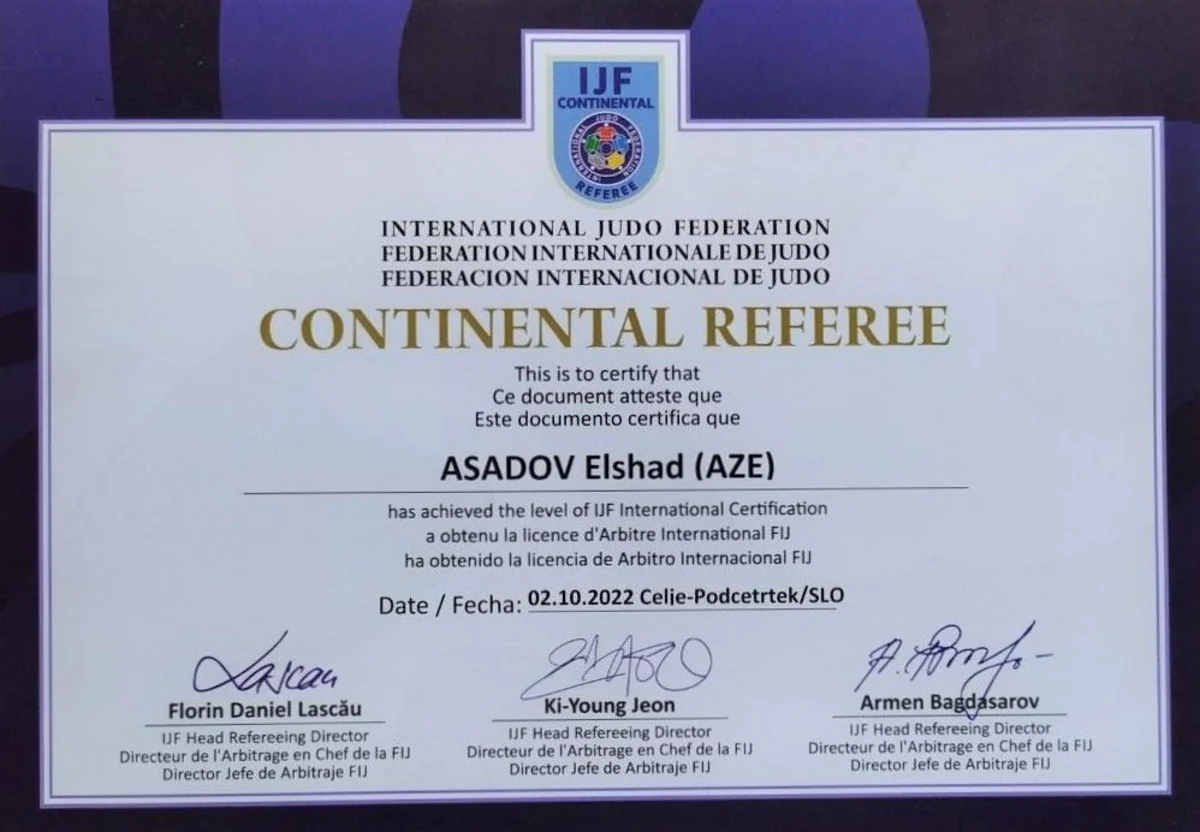 IJF
CONTINENTAL
INTERNATIONAL JUDO FEDERATION
REFEREE
INTERNATIONAL JUDO FEDERATION
FEDERATION INTERNATIONALE DE JUDO
FEDERACION INTERNACIONAL DE JUDO
CONTINENTAL REFEREE
This is to certify that
Ce document atteste que
Este documento certifica que
ASADOV Elshad (AZE)
has achieved the level of IJF International Certification
a obtenu la licence d'Arbitre International FIJ
ha obtenido la licencia de Arbitro Internacional FIJ
Date / Fecha: 02.10.2022 Celje-Podcetrtek/SLO
Lascau
Florin Daniel Lascău
IJF Head Refereeing Director
Directeur de l'Arbitrage en Chef de la FIJ
Director Jefe de Arbitraje FIJ
Ki-Young Jeon
IJF Head Refereeing Director
Directeur de l'Arbitrage en Chef de la FIJ
Director Jefe de Arbitraje FIJ
Armen Bagdasarov
IJF Head Refereeing Director
Directeur de l'Arbitrage en Chef de la FIJ
Director Jefe de Arbitraje FIJ